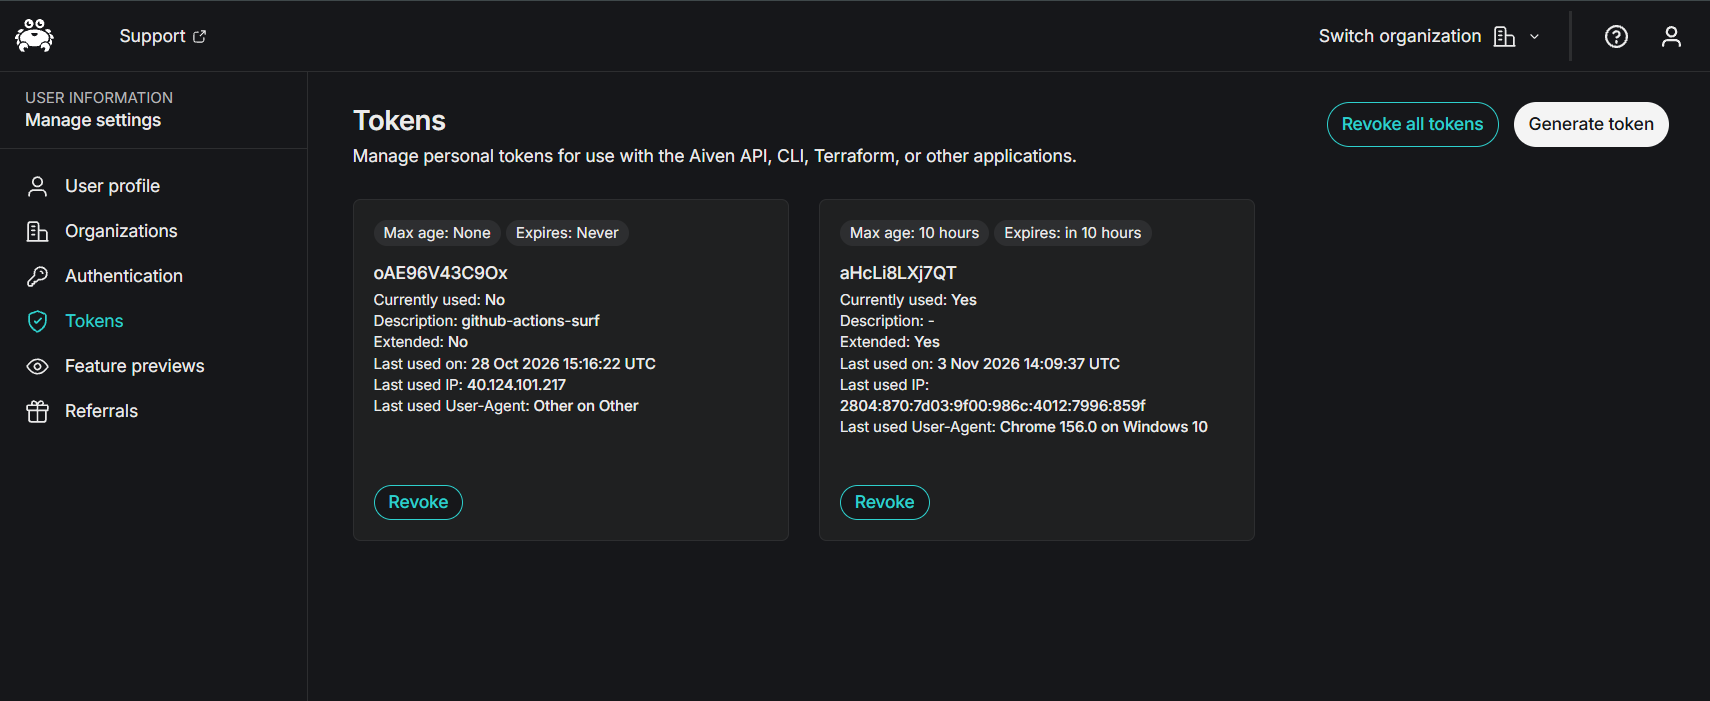 Support
Switch organization
USER INFORMATION
Manage settings
User profile
Organizations
Authentication
Tokens
Feature previews
Referrals
Tokens
Manage personal tokens for use with the Aiven API, CLI, Terraform, or other applications.
Revoke all tokens
Generate token
Max age: None
Expires: Never
oAE96V43C9Ox
Currently used: No
Description: github-actions-surf
Extended: No
Last used on: 28 Oct 2026 15:16:22 UTC
Last used IP: 40.124.101.217
Last used User-Agent: Other on Other
Revoke
Max age: 10 hours
Expires: in 10 hours
aHcLi8LXj7QT
Currently used: Yes
Description: -
Extended: Yes
Last used on: 3 Nov 2026 14:09:37 UTC
Last used IP:
2804:870:7d03:9f00:986c:4012:7996:859f
Last used User-Agent: Chrome 156.0 on Windows 10
Revoke